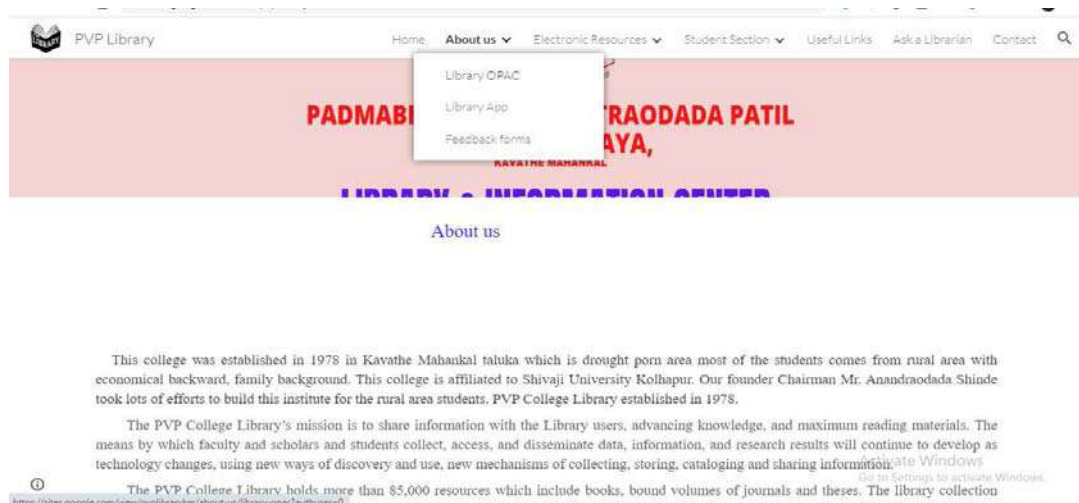 LIBRARY
PVP Library
Home About us Electronic Resources Student Section Useful Links Ask a Librarian Contact
Library OPAC
Library App
Feedback forms
PADMABH RAODADA PATIL
AYA,
KAVATHE MAHANKAL
LIBRARY & INFORMATION CENTER
About us
This college was established in 1978 in Kavathe Mahankal taluka which is drought porn area most of the students comes from rural area with
economical backward, family background. This college is affiliated to Shivaji University Kolhapur. Our founder Chairman Mr. Anandraodada Shinde
took lots of efforts to build this institute for the rural area students. PVP College Library established in 1978.
The PVP College Library's mission is to share information with the Library users, advancing knowledge, and maximum reading materials. The
means by which faculty and scholars and students collect, access, and disseminate data, information, and research results will continue to develop as
technology changes, using new ways of discovery and use, new mechanisms of collecting, storing, cataloging and sharing information.
Activate Windows
Go to Settings to activate Windows.
The PVP College Library holds more than 85,000 resources which include books, bound volumes of journals and theses. The library collection